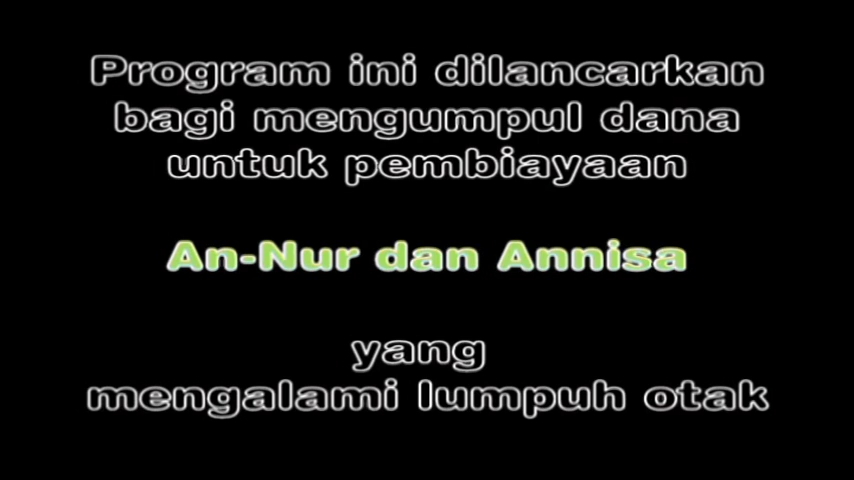 Program ini dilancarkan
bagi mengumpul dana
untuk pembiayaan
An-Nur dan Annisa
yang
mengalami lumpuh otak